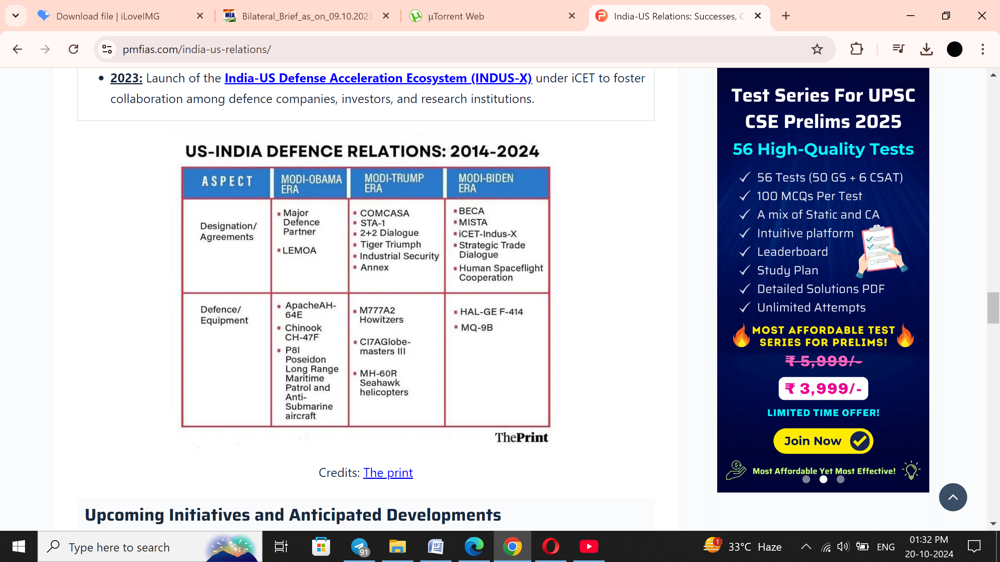 Download file | iLoveIMG
Bilateral_Brief_as_on_09.10.2023
µTorrent Web
India-US Relations: Successes, C
pmfias.com/india-us-relations/
• 2023: Launch of the India-US Defense Acceleration Ecosystem (INDUS-X) under iCET to foster
collaboration among defence companies, investors, and research institutions.
US-INDIA DEFENCE RELATIONS: 2014-2024
ASPECT
MODI-OBAMA
ERA
MODI-TRUMP
ERA
MODI-BIDEN
ERA
Designation/
Agreements
Major
Defence
Partner
LEMOA
COMCASA
STA-1
2+2 Dialogue
Tiger Triumph
Industrial Security
Annex
BECA
MISTA
iCET-Indus-X
Strategic Trade
Dialogue
Human Spaceflight
Cooperation
Defence/
Equipment
ApacheAH-
64E
Chinook
CH-47F
P8I
Poseidon
Long Range
Maritime
Patrol and
Anti-
Submarine
aircraft
M777A2
Howitzers
CI7AGlobe-
masters III
MH-60R
Seahawk
helicopters
HAL-GE F-414
MQ-9B
ThePrint
Credits: The print
Upcoming Initiatives and Anticipated Developments
Test Series For UPSC
CSE Prelims 2025
56 High-Quality Tests
56 Tests (50 GS + 6 CSAT)
100 MCQs Per Test
A mix of Static and CA
Intuitive platform
Leaderboard
Study Plan
Detailed Solutions PDF
Unlimited Attempts
MOST AFFORDABLE TEST
SERIES FOR PRELIMS!
₹ 5,999/-
₹ 3,999/-
LIMITED TIME OFFER!
Join Now
Most Affordable Yet Most Effective!
Type here to search
91
1
33°C Haze
ENG
01:32 PM
20-10-2024